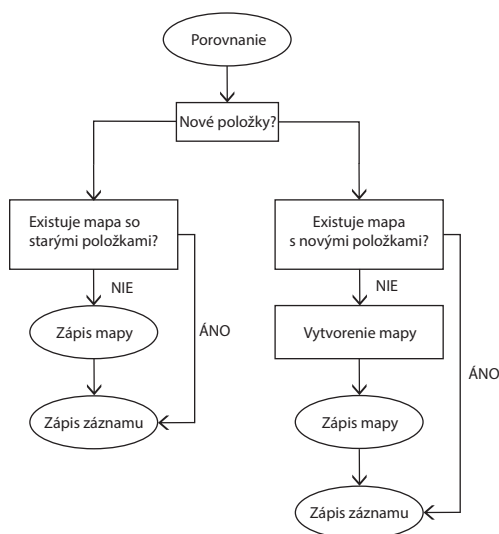 Porovnanie
Nové položky?
Existuje mapa so
starými položkami?
NIE
ÁNO
Zápis mapy
Zápis záznamu
Existuje mapa
s novými položkami?
NIE
Vytvorenie mapy
ÁNO
Zápis mapy
Zápis záznamu